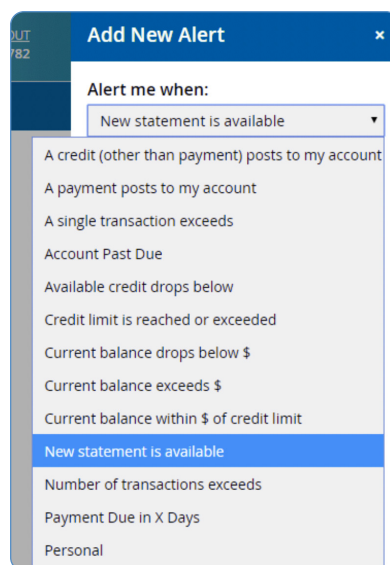 Add New Alert ×
782
Alert me when:
New statement is available
A credit (other than payment) posts to my account
A payment posts to my account
A single transaction exceeds
Account Past Due
Available credit drops below
Credit limit is reached or exceeded
Current balance drops below $
Current balance exceeds $
Current balance within $ of credit limit
New statement is available
Number of transactions exceeds
Payment Due in X Days
Personal